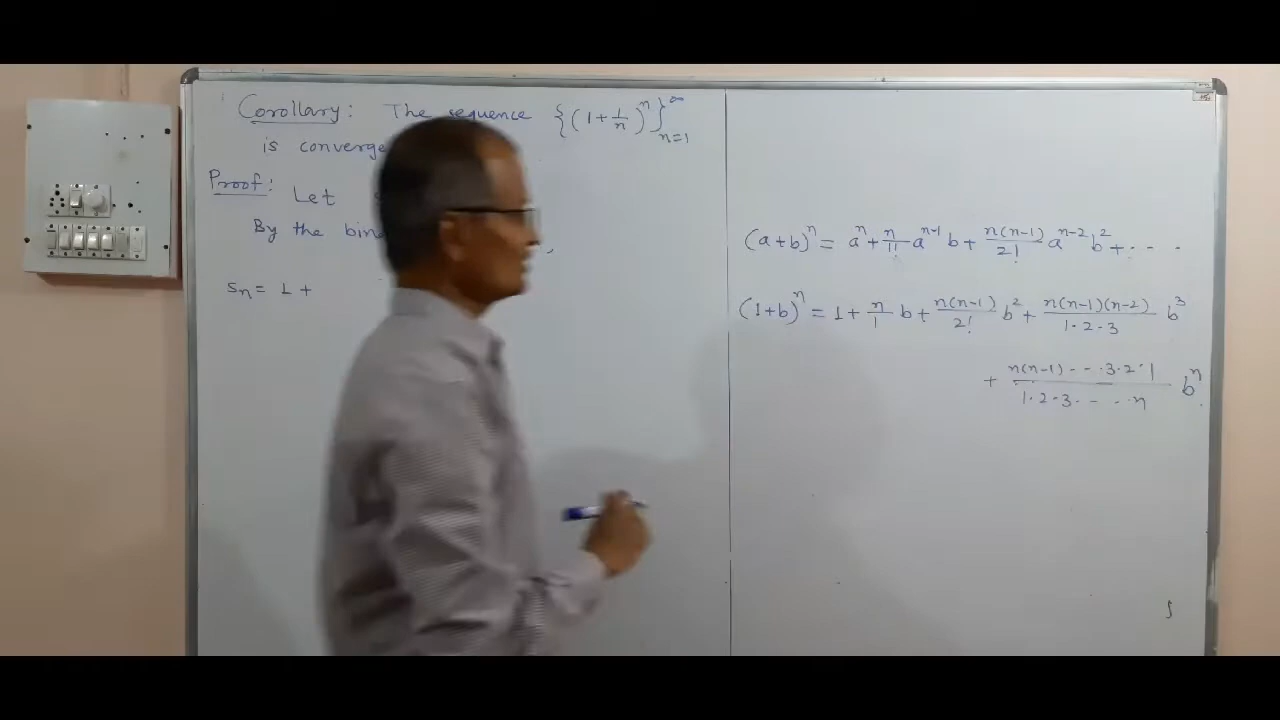 Corollary: The sequence {(1+1/n)^n}_{n=1}^∞
is converge
Proof: Let
By the bin ,
S_n = 1 +
(a+b)^n = a^n + n/1! a^{n-1} b + n(n-1)/2! a^{n-2} b^2 + - - -
(1+b)^n = 1 + n/1 b + n(n-1)/2! b^2 + n(n-1)(n-2)/1·2·3 b^3
+ n(n-1)- - ·3·2·1/1·2·3·- - ·n b^n